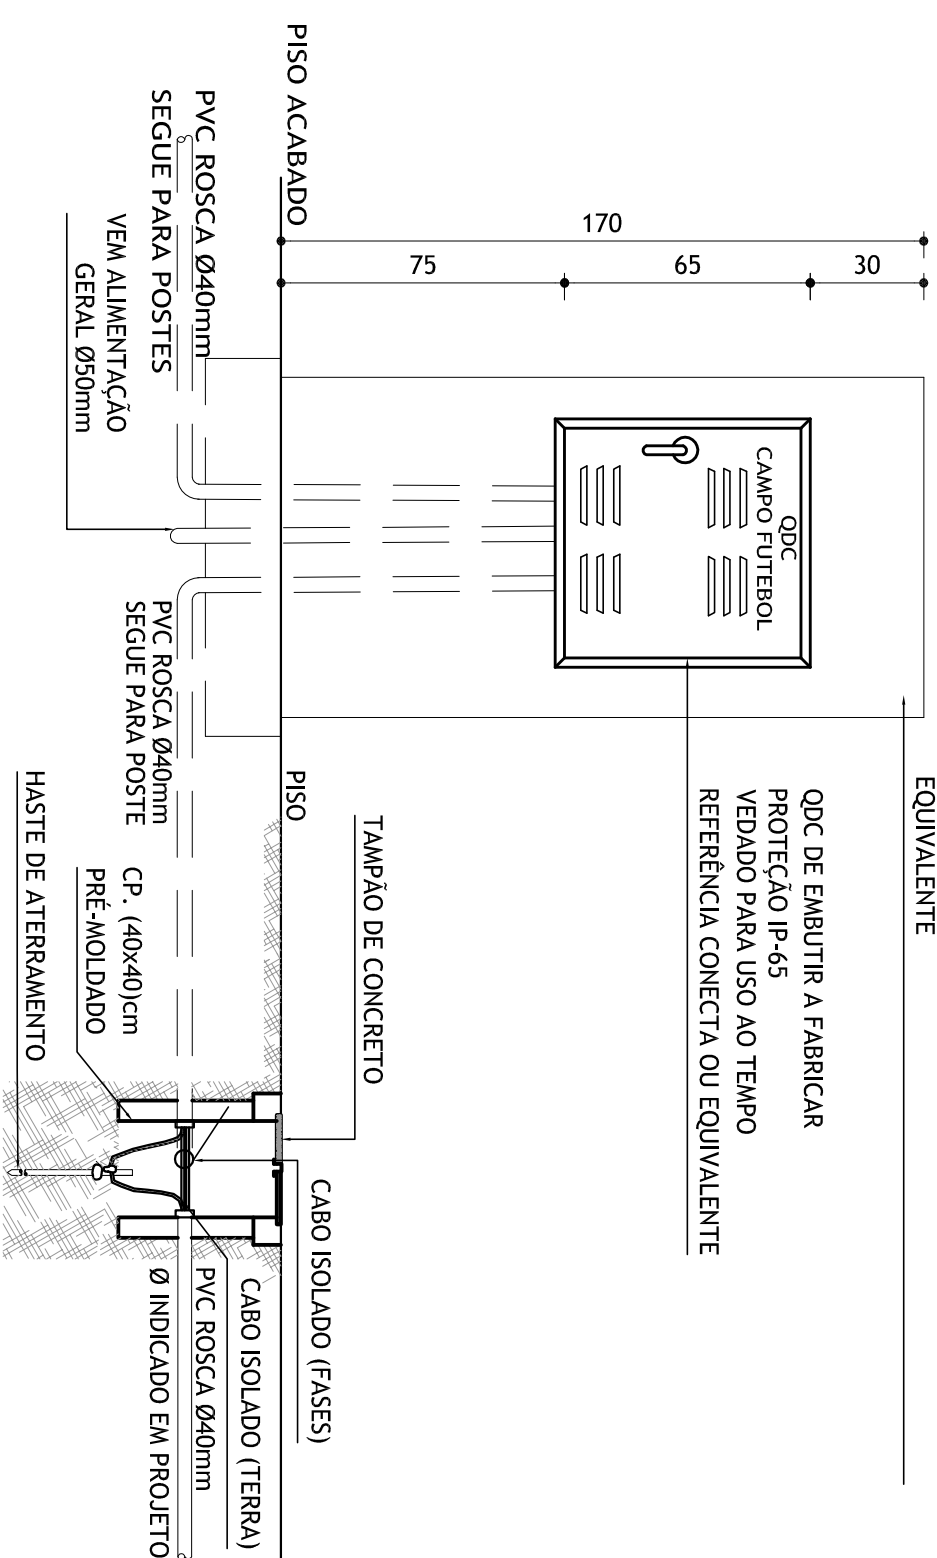 EQUIVALENTE
QDC DE EMBUTIR A FABRICAR
PROTEÇÃO IP-65
VEDADO PARA USO AO TEMPO
REFERÊNCIA CONECTA OU EQUIVALENTE
30
65
75
170
QDC
CAMPO FUTEBOL
PISO ACABADO
PISO
TAMPÃO DE CONCRETO
CABO ISOLADO (FASES)
CABO ISOLADO (TERRA)
PVC ROSCA Ø40mm
SEGUE PARA POSTES
VEM ALIMENTAÇÃO
GERAL Ø50mm
PVC ROSCA Ø40mm
SEGUE PARA POSTE
CP. (40x40)cm
PRÉ-MOLDADO
HASTE DE ATERRAMENTO
PVC ROSCA Ø40mm
Ø INDICADO EM PROJETO